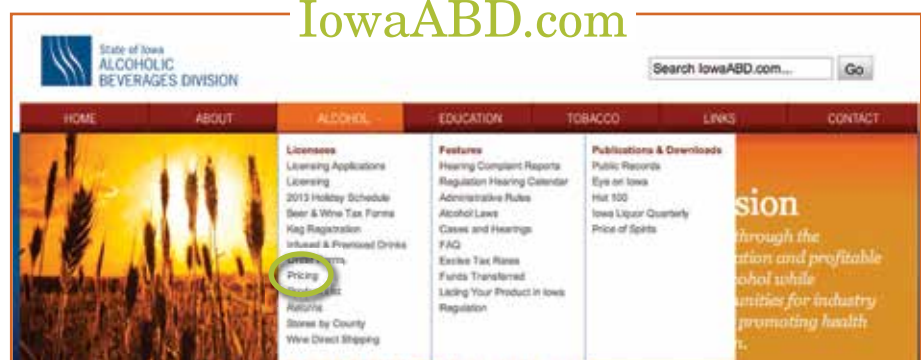 IowaABD.com
State of Iowa
ALCOHOLIC
BEVERAGES DIVISION
Search IowaABD.com...
Go
HOME
ABOUT
ALCOHOL
EDUCATION
TOBACCO
LINKS
CONTACT
Licensees
Licensing Applications
Licensing
2013 Holiday Schedule
Beer & Wine Tax Forms
Keg Registration
Infused & Premixed Drinks
Order Forms
Pricing
Returns
Stores by County
Wine Direct Shipping
Features
Hearing Complaint Reports
Regulation Hearing Calendar
Administrative Rules
Alcohol Laws
Cases and Hearings
FAQ
Excise Tax Rates
Funds Transferred
Listing Your Product in Iowa
Regulation
Publications & Downloads
Public Records
Eye on Iowa
Hot 100
Iowa Liquor Quarterly
Price of Spirits
sion
through the
ation and profitable
ohol while
unities for industry
promoting health
n.